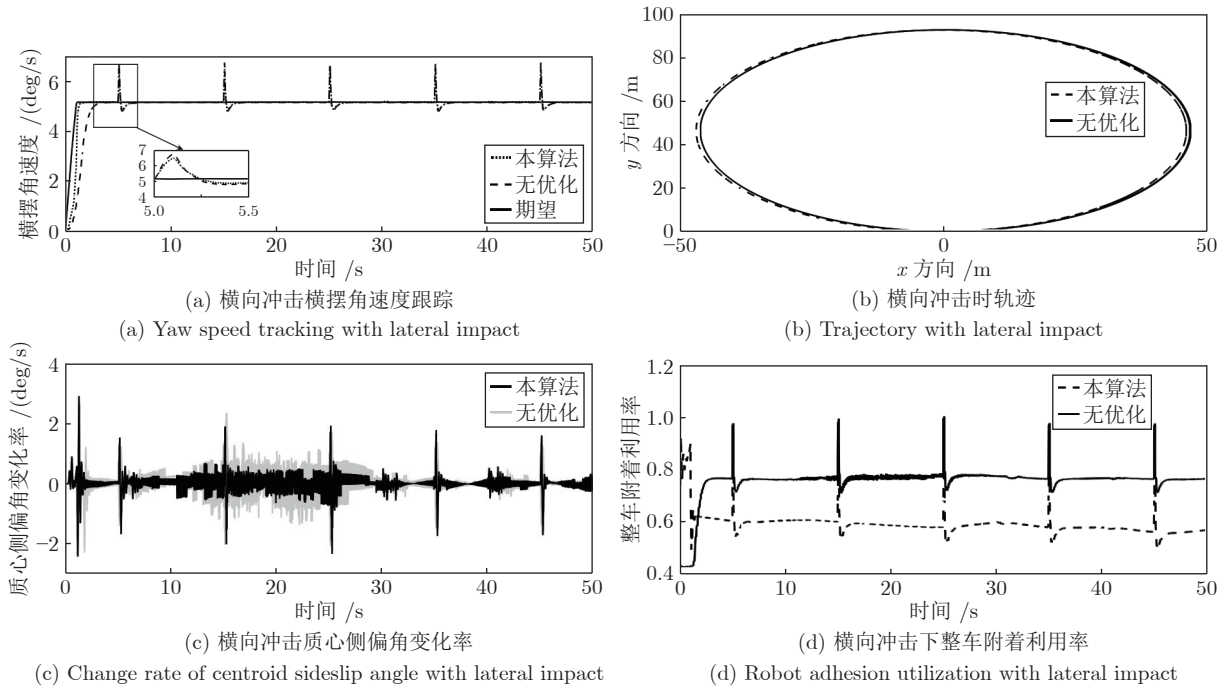 横摆角速度 /(deg/s)
6
4
2
0
7
6
5
4
5.0
5.5
本算法
无优化
期望
0
10
20
30
40
50
时间 /s
(a) 横向冲击横摆角速度跟踪
(a) Yaw speed tracking with lateral impact
y 方向 /m
100
80
60
40
20
0
本算法
无优化
−50
0
50
x 方向 /m
(b) 横向冲击时轨迹
(b) Trajectory with lateral impact
质心侧偏角变化率 /(deg/s)
4
2
0
−2
本算法
无优化
0
10
20
30
40
50
时间 /s
(c) 横向冲击质心侧偏角变化率
(c) Change rate of centroid sideslip angle with lateral impact
整车附着利用率
1.2
1.0
0.8
0.6
0.4
本算法
无优化
0
10
20
30
40
50
时间 /s
(d) 横向冲击下整车附着利用率
(d) Robot adhesion utilization with lateral impact